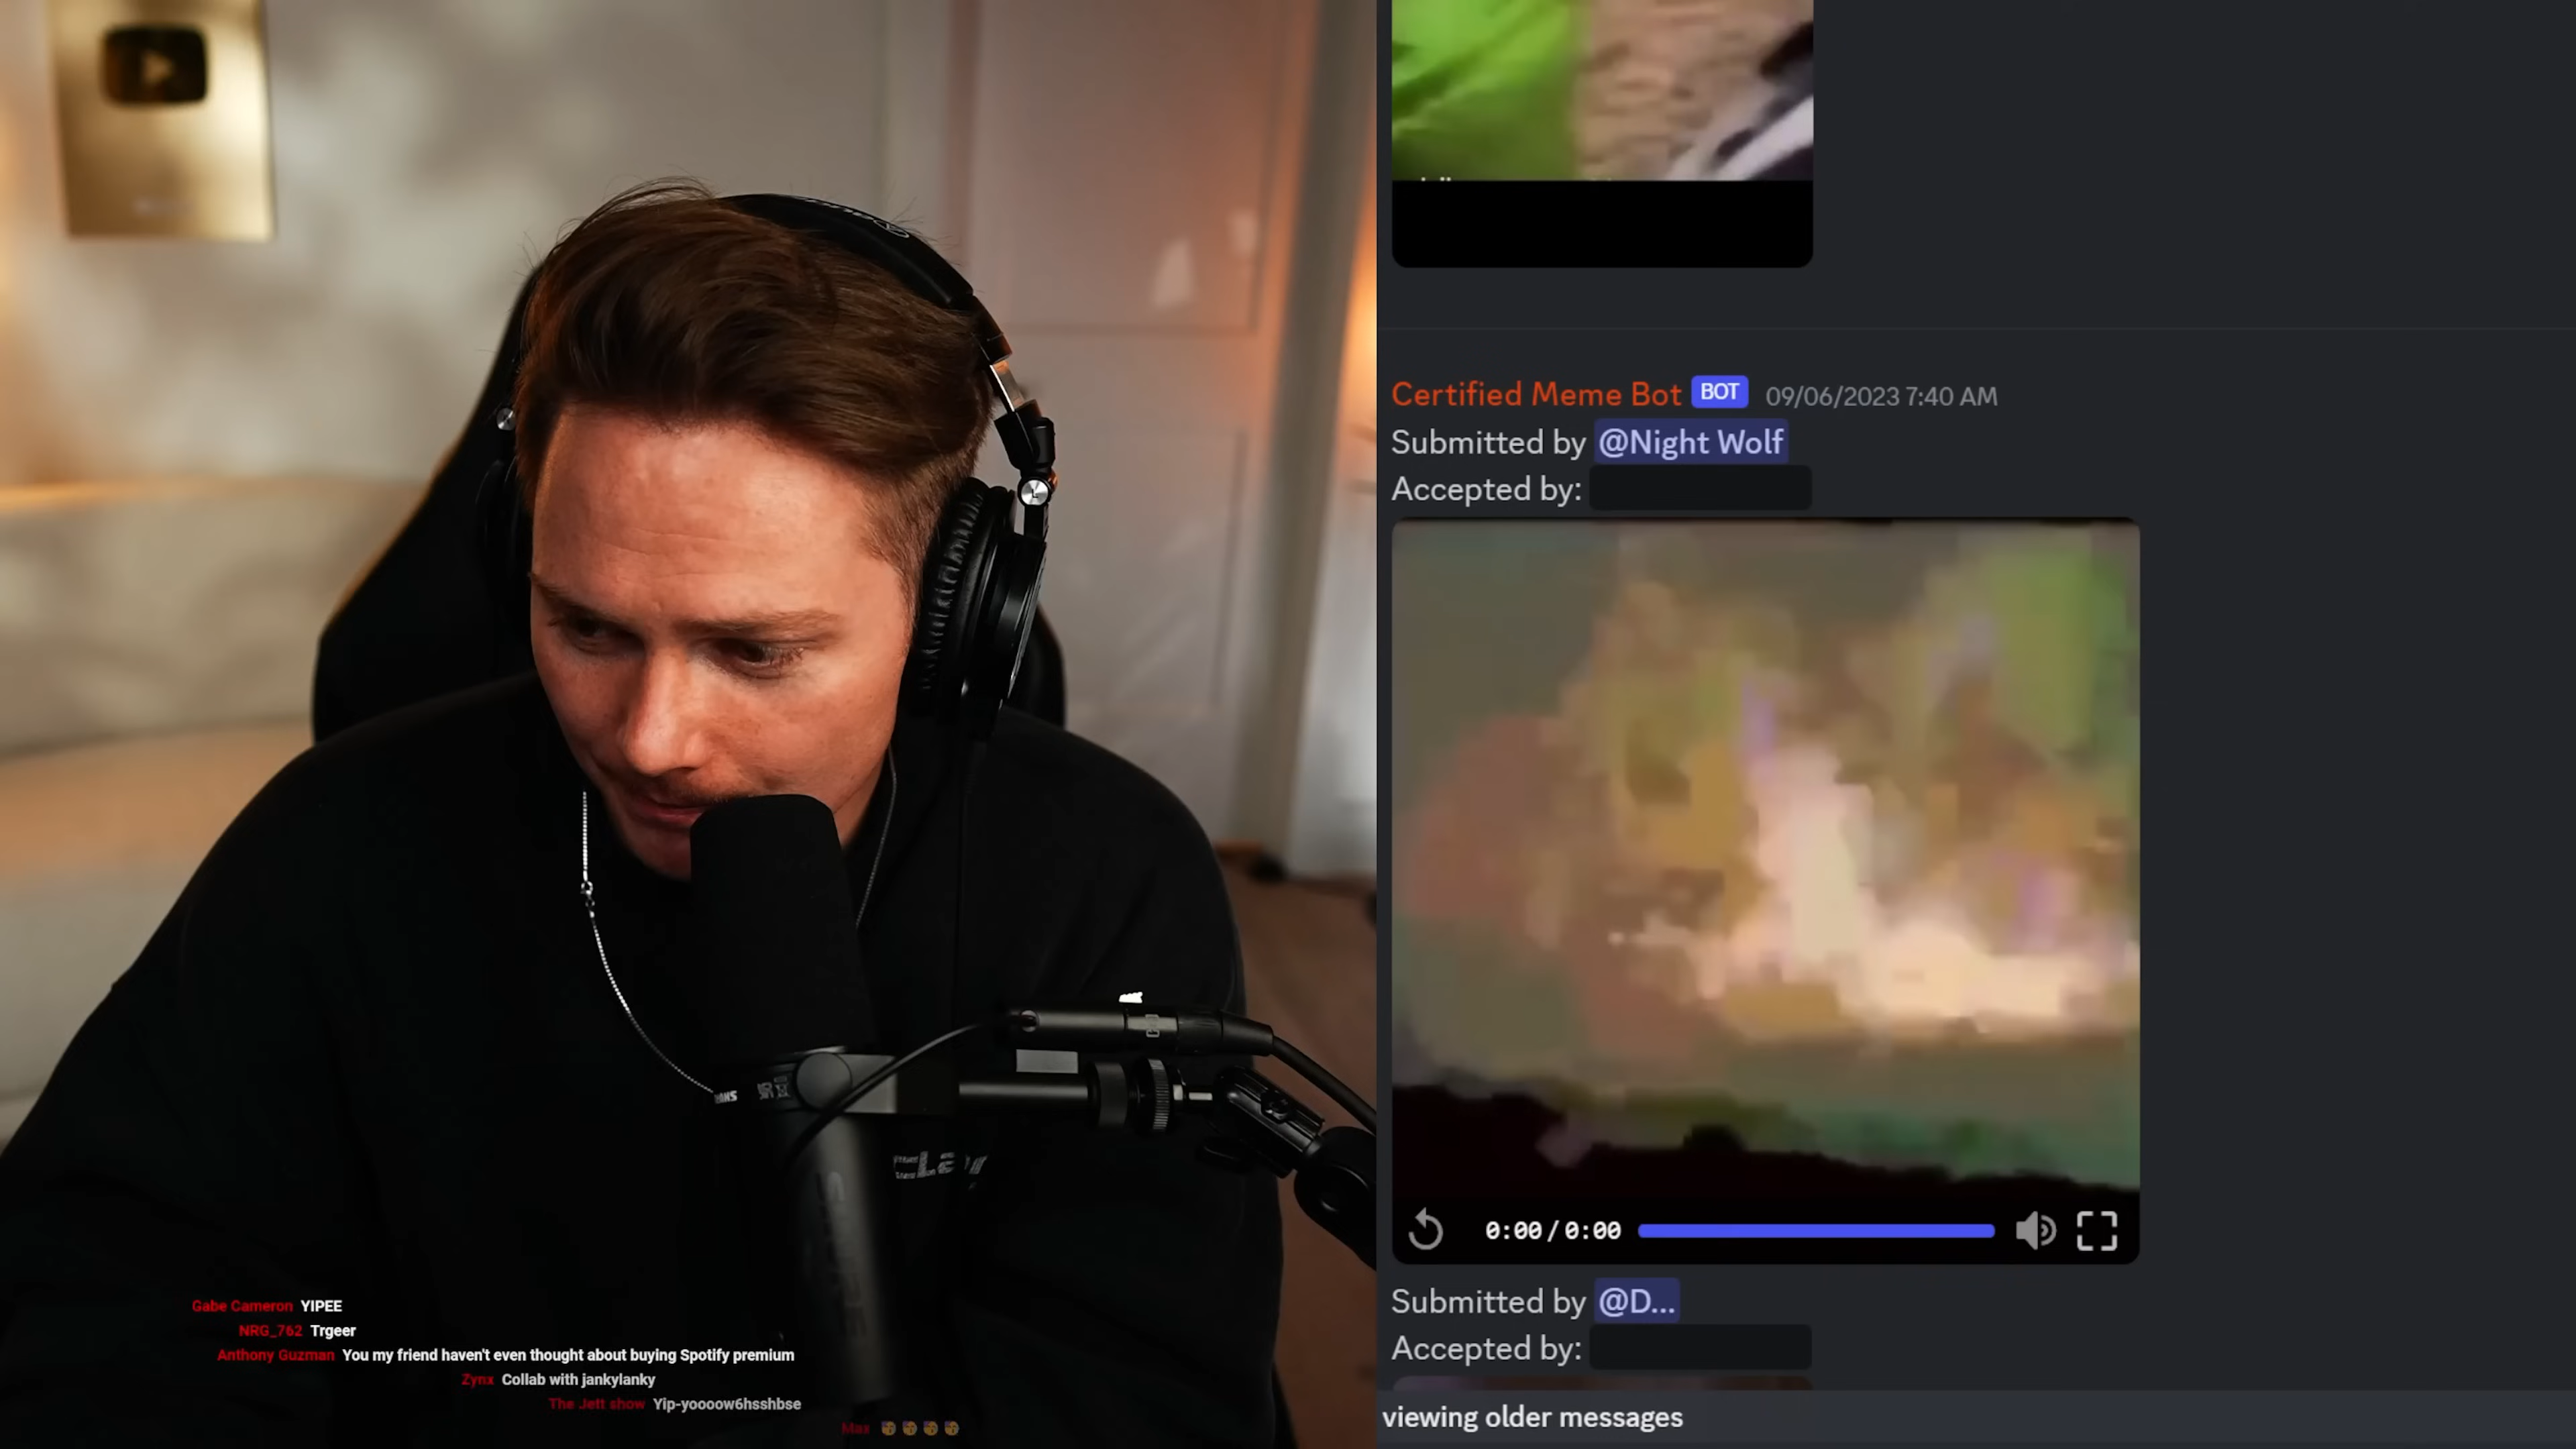 Certified Meme Bot BOT 09/06/2023 7:40 AM
Submitted by @Night Wolf
Accepted by:
0:00 / 0:00
Submitted by @D...
Accepted by:
viewing older messages
Gabe Cameron YIPEE
NRG_762 Trgeer
Anthony Guzman You my friend haven't even thought about buying Spotify premium
Zynx Collab with jankylanky
The Jett show Yip-yoooow6hsshbse
Max